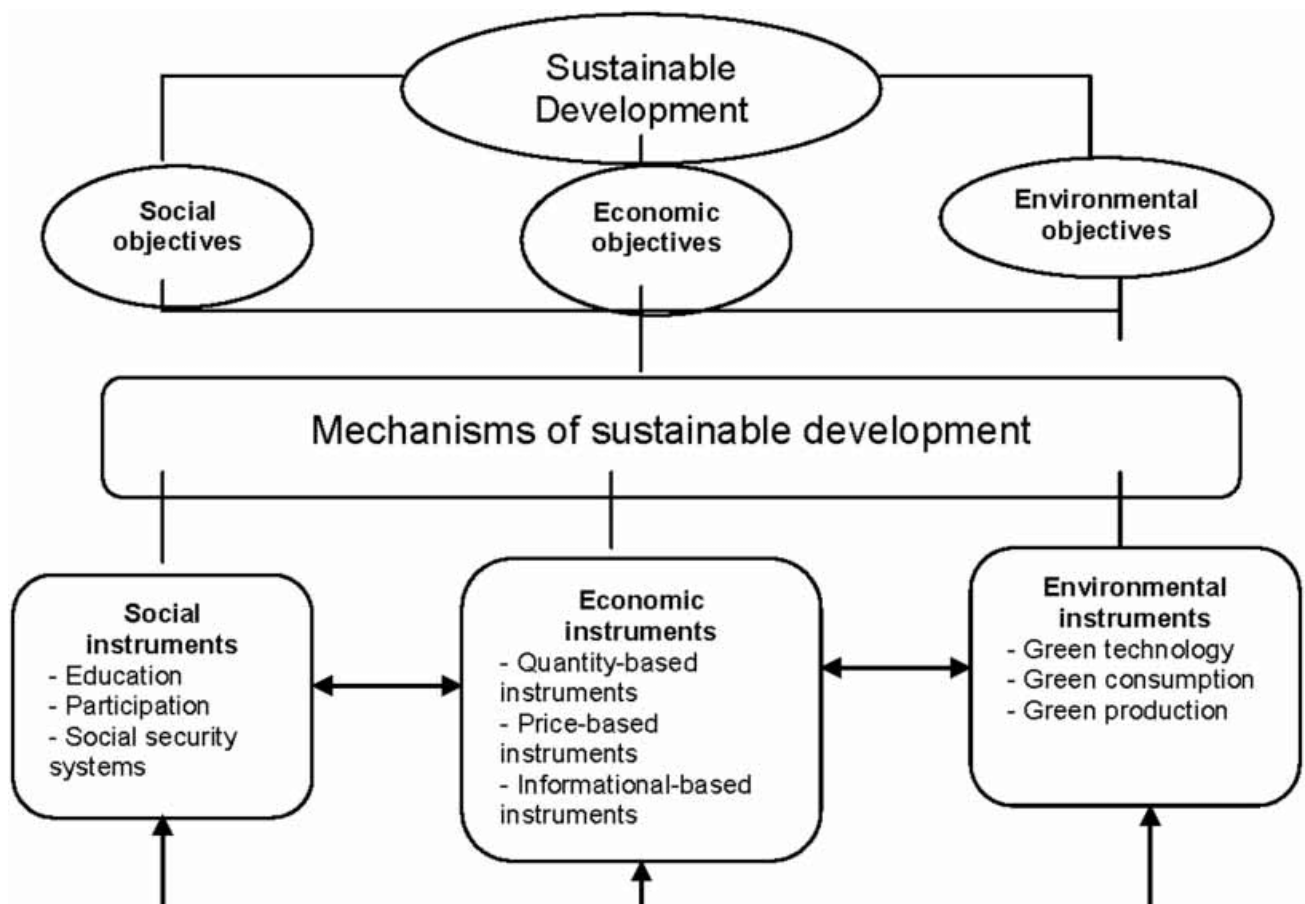 Sustainable
Development
Social
objectives
Economic
objectives
Environmental
objectives
Mechanisms of sustainable development
Social
instruments
- Education
- Participation
- Social security
systems
Economic
instruments
- Quantity-based
instruments
- Price-based
instruments
- Informational-based
instruments
Environmental
instruments
- Green technology
- Green consumption
- Green production